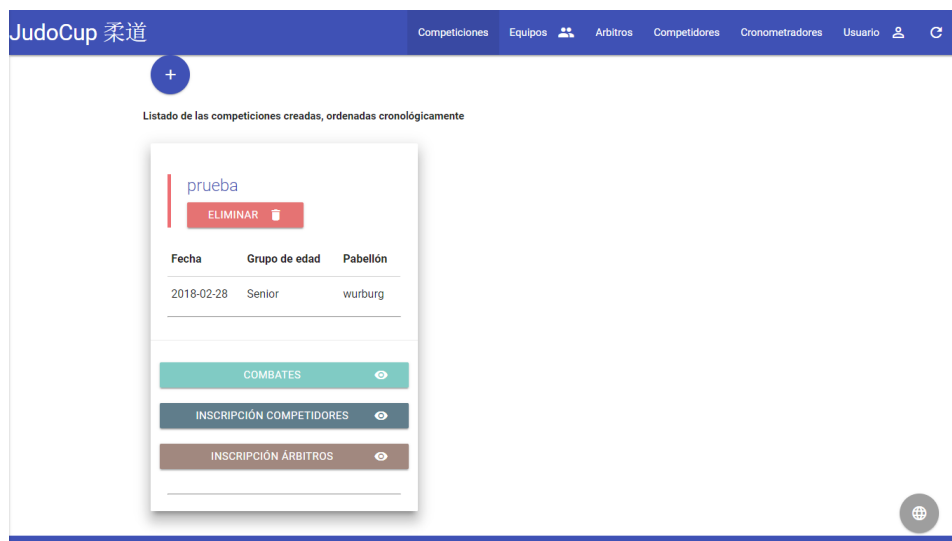 JudoCup 柔道
Competiciones Equipos Arbitros Competidores Cronometradores Usuario
+
Listado de las competiciones creadas, ordenadas cronológicamente
prueba
ELIMINAR
Fecha Grupo de edad Pabellón
2018-02-28 Senior wurburg
COMBATES
INSCRIPCIÓN COMPETIDORES
INSCRIPCIÓN ÁRBITROS